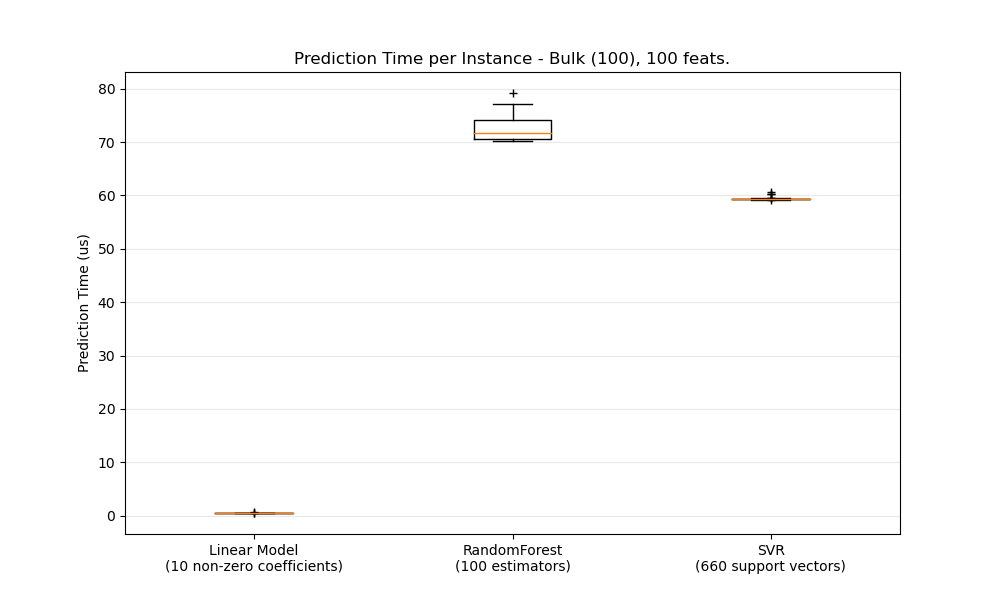 Prediction Time per Instance - Bulk (100), 100 feats.
80
70
60
50
40
30
20
10
0
Prediction Time (us)
Linear Model
(10 non-zero coefficients)
RandomForest
(100 estimators)
SVR
(660 support vectors)